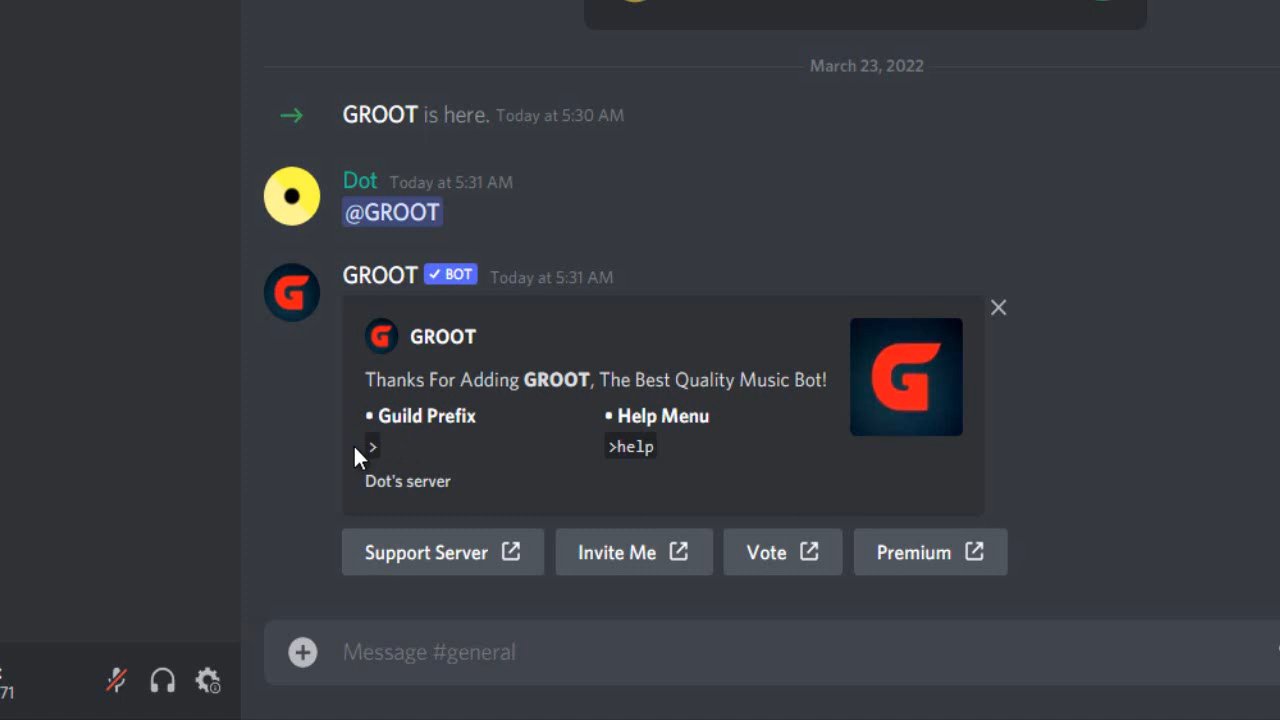 March 23, 2022
GROOT is here. Today at 5:30 AM
Dot Today at 5:31 AM
@GROOT
GROOT ✓ BOT Today at 5:31 AM
GROOT
Thanks For Adding GROOT, The Best Quality Music Bot!
▪ Guild Prefix ▪ Help Menu
> >help
Dot's server
Support Server Invite Me Vote Premium
Message #general
71